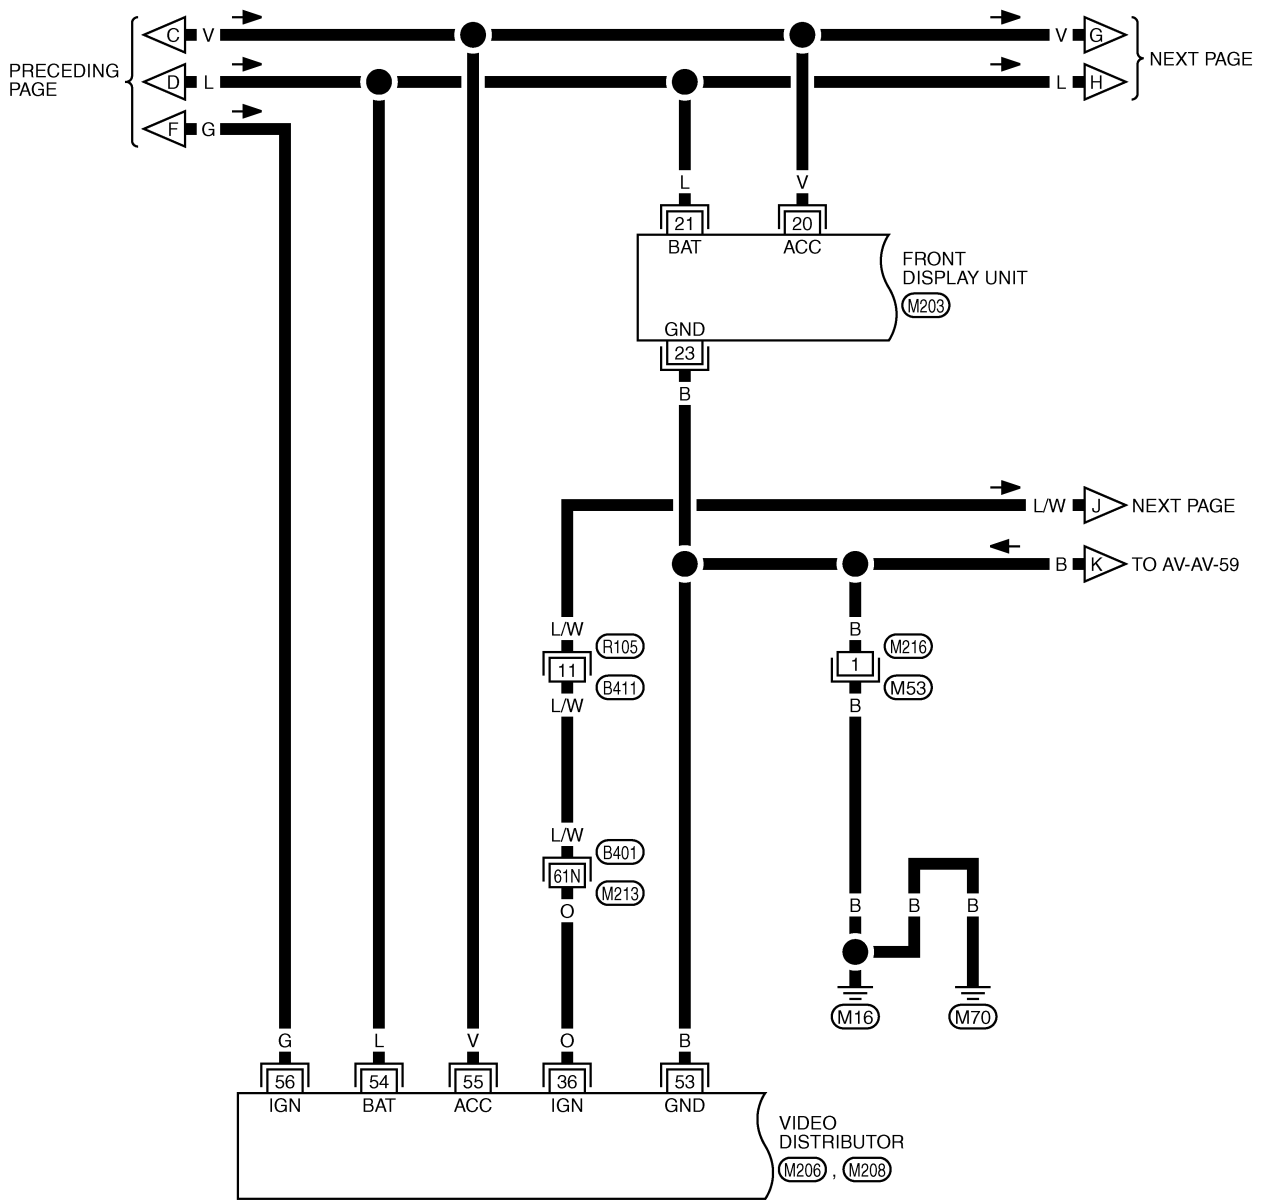 C V V G
PRECEDING
PAGE
D L L H
NEXT PAGE
F G
L V
21 20
BAT ACC
FRONT
DISPLAY UNIT
M203
GND
23
B
L/W J NEXT PAGE
B K TO AV-AV-59
L/W B
R105 M216
11 1
B411 M53
L/W B
L/W
B401
61N
M213
O
B B B
M16 M70
G L V O B
56 54 55 36 53
IGN BAT ACC IGN GND
VIDEO
DISTRIBUTOR
M206 , M208